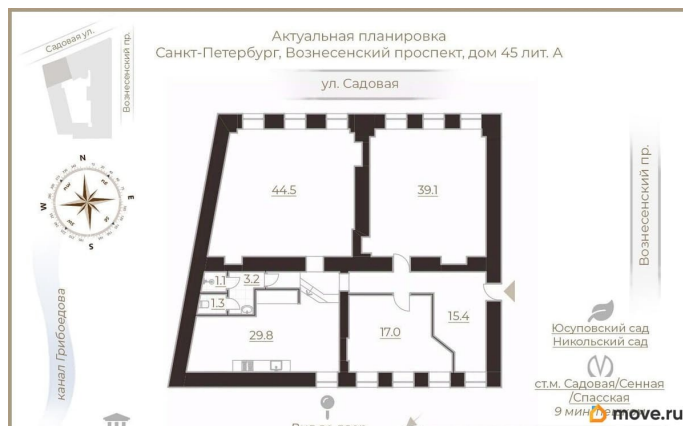 Актуальная планировка
Санкт-Петербург, Вознесенский проспект, дом 45 лит. А
Садовая ул.
Вознесенский пр.
ул. Садовая
N
W
E
S
44.5
39.1
1.1
3.2
1.3
29.8
17.0
15.4
Вознесенский пр.
канал Грибоедова
Юсуповский сад
Никольский сад
ст.м. Садовая/Сенная
/Спасская
9 мин
move.ru